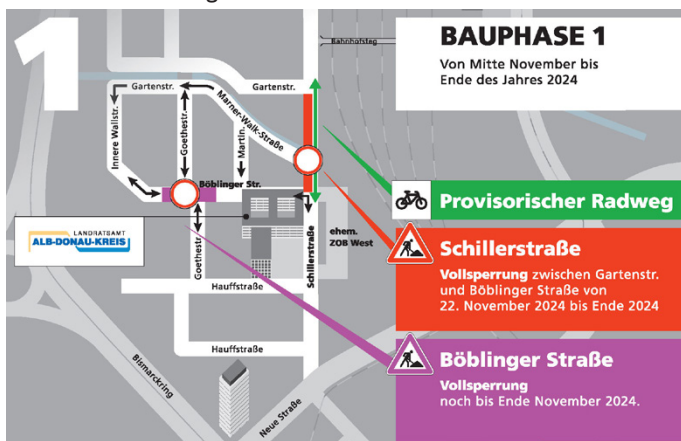 1
BAUPHASE 1
Von Mitte November bis
Ende des Jahres 2024
Bahnhofsteg
Gartenstr.
Gartenstr.
Innere Wallstr.
Goethestr.
Marner-Walk-Straße
Martin.
Böblinger Str.
Provisorischer Radweg
LANDRATSAMT
ALB-DONAU-KREIS
Goethestr.
Schillerstraße
ehem.
ZOB West
Schillerstraße
Vollsperrung zwischen Gartenstr.
und Böblinger Straße von
22. November 2024 bis Ende 2024
Hauffstraße
Hauffstraße
Bismarckring
Neue Straße
Böblinger Straße
Vollsperrung
noch bis Ende November 2024.